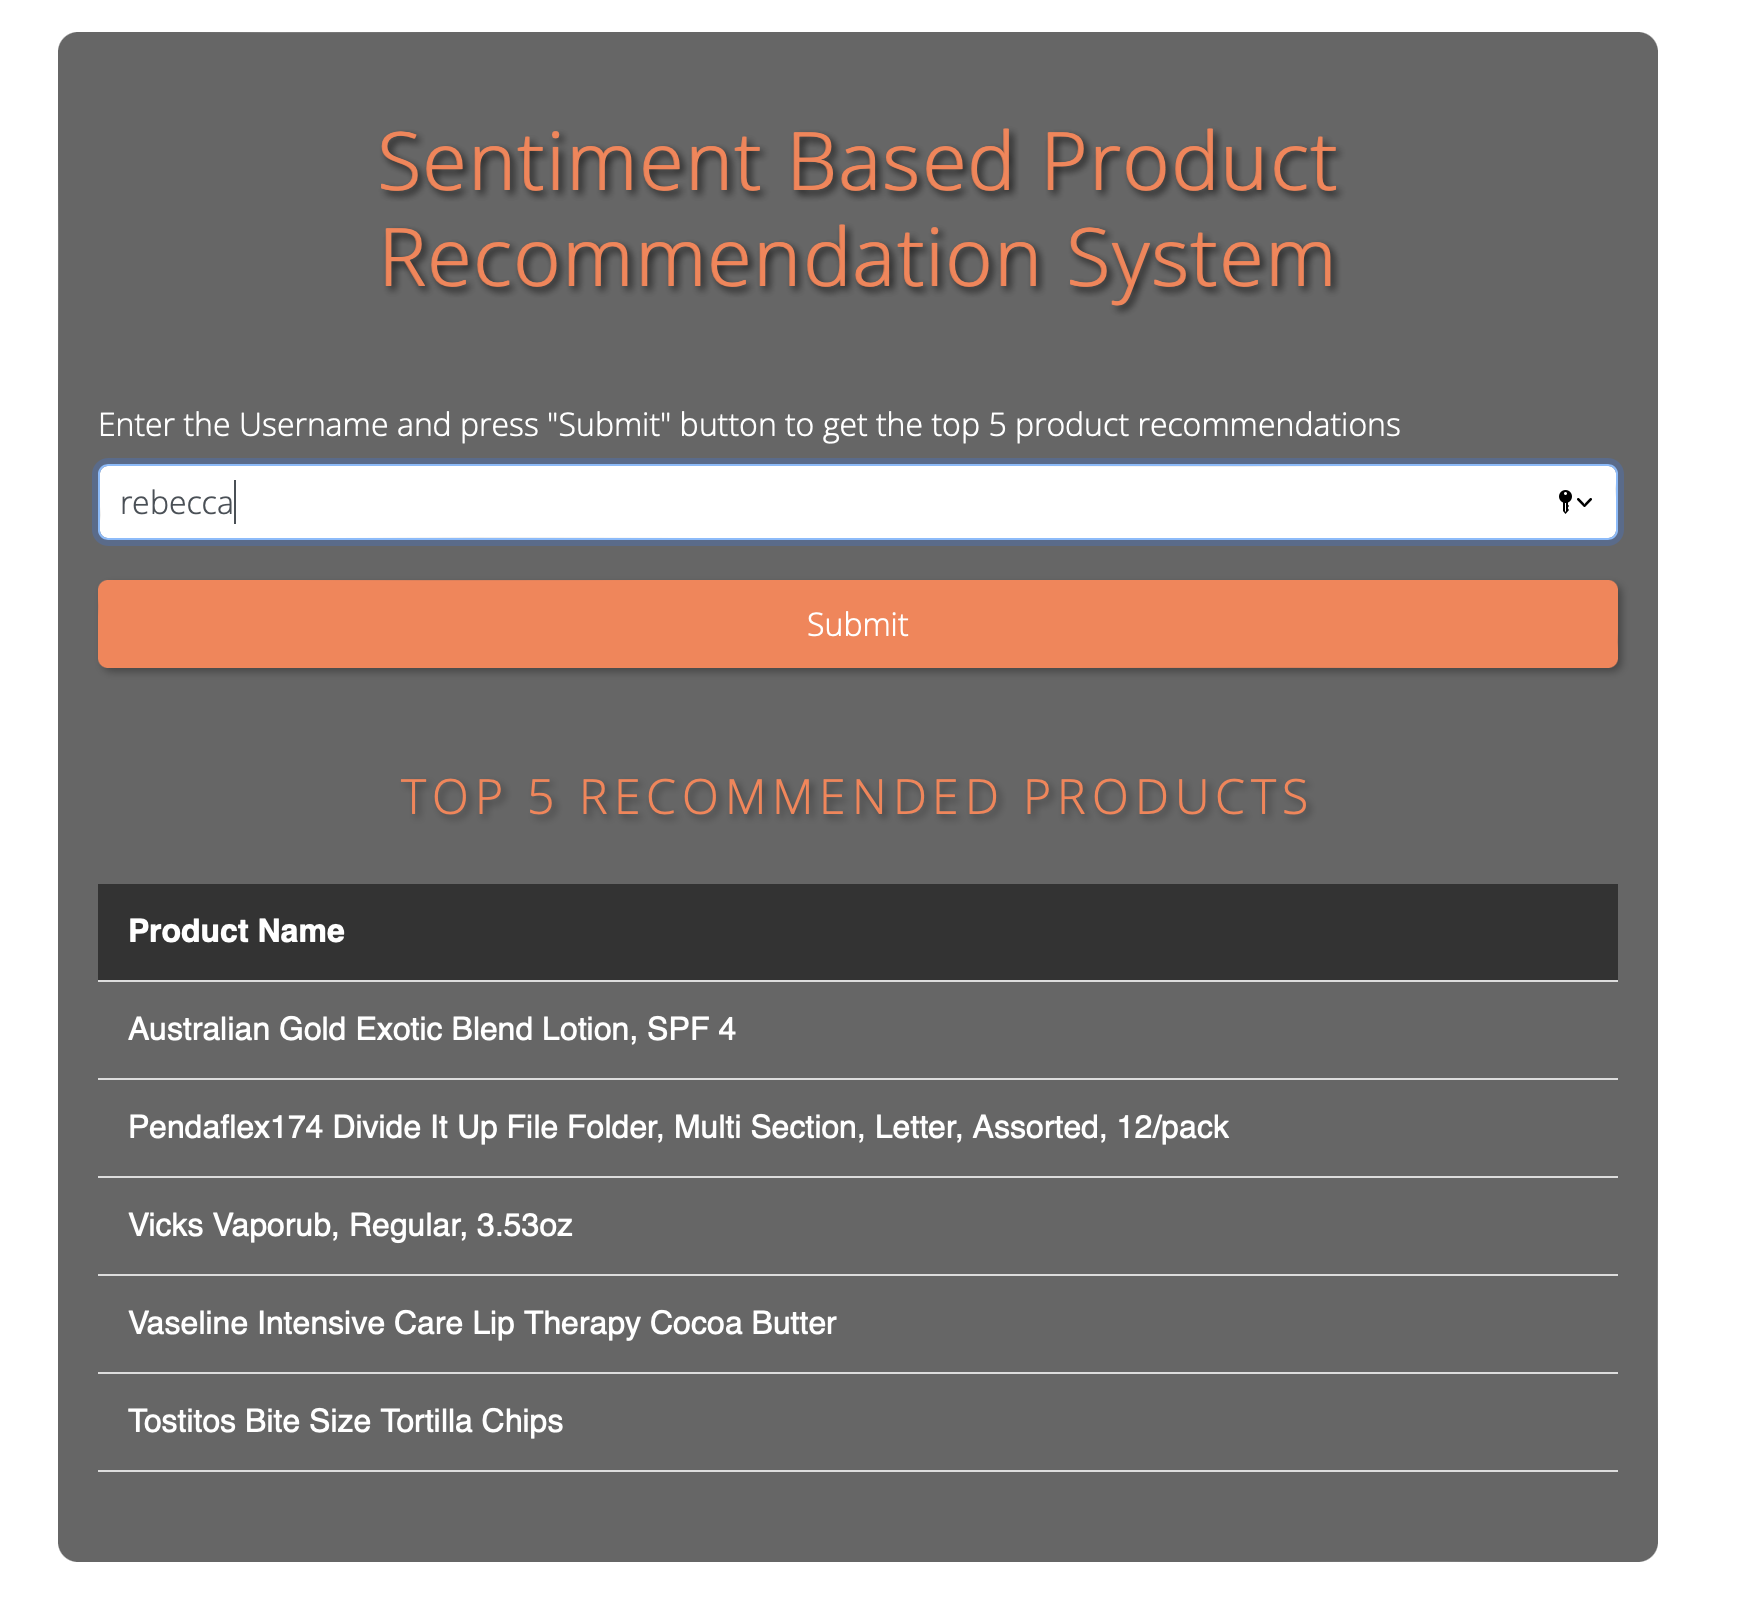 Sentiment Based Product
Recommendation System
Enter the Username and press "Submit" button to get the top 5 product recommendations
rebecca
Submit
TOP 5 RECOMMENDED PRODUCTS
Product Name
Australian Gold Exotic Blend Lotion, SPF 4
Pendaflex174 Divide It Up File Folder, Multi Section, Letter, Assorted, 12/pack
Vicks Vaporub, Regular, 3.53oz
Vaseline Intensive Care Lip Therapy Cocoa Butter
Tostitos Bite Size Tortilla Chips